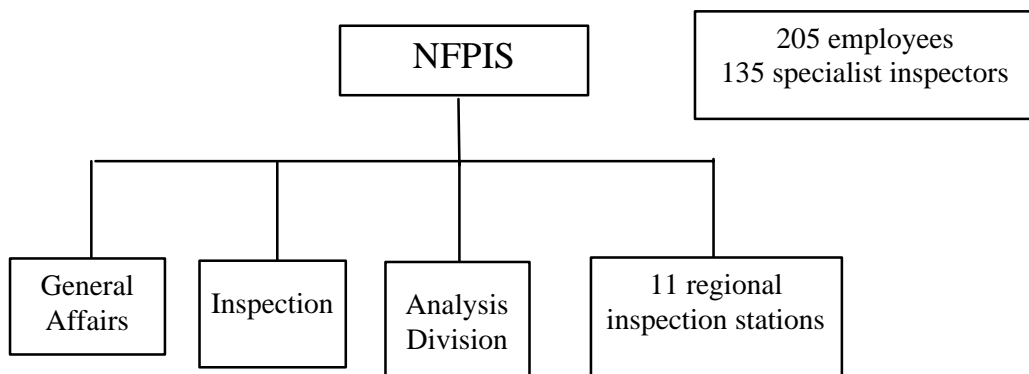 NFPIS
205 employees
135 specialist inspectors
General
Affairs
Inspection
Analysis
Division
11 regional
inspection stations